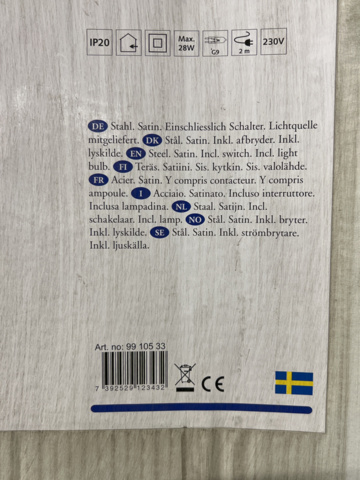 IP20
Max.
28W
G9
2 m
230V
DE Stahl. Satin. Einschliesslich Schalter. Lichtquelle
mitgeliefert. DK Stål. Satin. Inkl. afbryder. Inkl.
lyskilde. EN Steel. Satin. Incl. switch. Incl. light
bulb. FI Teräs. Satiini. Sis. kytkin. Sis. valolähde.
FR Acier. Satin. Y compris contacteur. Y compris
ampoule. I Acciaio. Satinato. Incluso interruttore.
Inclusa lampadina. NL Staal. Satijn. Incl.
schakelaar. Incl. lamp. NO Stål. Satin. Inkl. bryter.
Inkl. lyskilde. SE Stål. Satin. Inkl. strömbrytare.
Inkl. ljuskälla.
Art. no: 99 105 33
7 392529 123432
CE